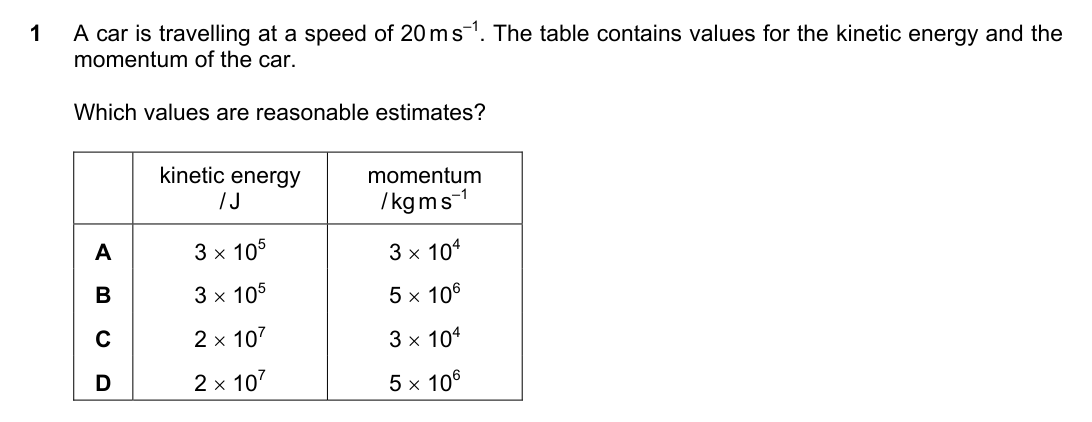 1 A car is travelling at a speed of 20 m s⁻¹. The table contains values for the kinetic energy and the
momentum of the car.
Which values are reasonable estimates?
kinetic energy momentum
/ J / kg m s⁻¹
A 3 × 10⁵ 3 × 10⁴
B 3 × 10⁵ 5 × 10⁶
C 2 × 10⁷ 3 × 10⁴
D 2 × 10⁷ 5 × 10⁶